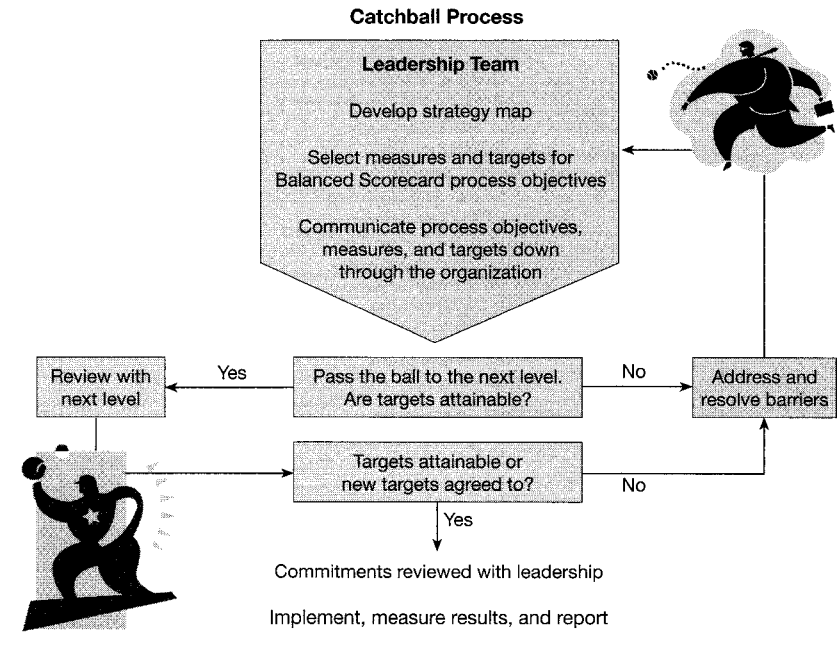 Catchball Process
Leadership Team
Develop strategy map
Select measures and targets for
Balanced Scorecard process objectives
Communicate process objectives,
measures, and targets down
through the organization
Review with
next level
Yes
Pass the ball to the next level.
Are targets attainable?
No
Address and
resolve barriers
Targets attainable or
new targets agreed to?
No
Yes
Commitments reviewed with leadership
Implement, measure results, and report